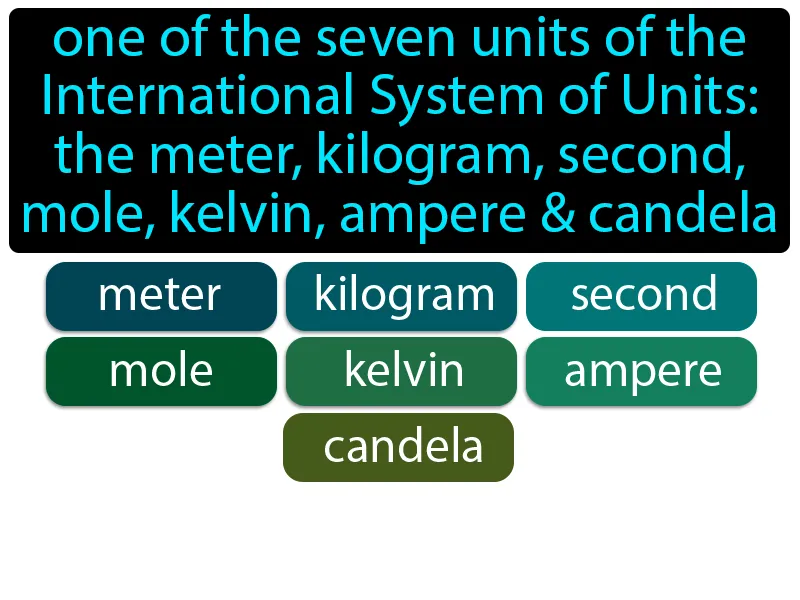 one of the seven units of the
International System of Units:
the meter, kilogram, second,
mole, kelvin, ampere & candela
meter kilogram second
mole kelvin ampere
candela